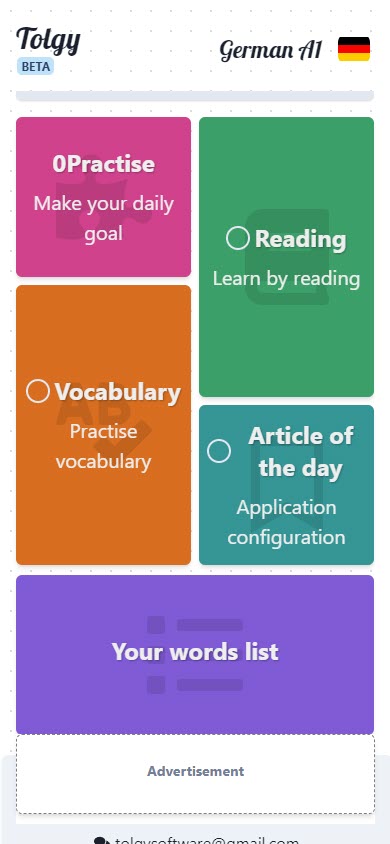 Tolgy
BETA
German A1
0Practise
Make your daily
goal
Reading
Learn by reading
Vocabulary
Practise
vocabulary
Article of
the day
Application
configuration
Your words list
Advertisement
tolgysoftware@gmail.com